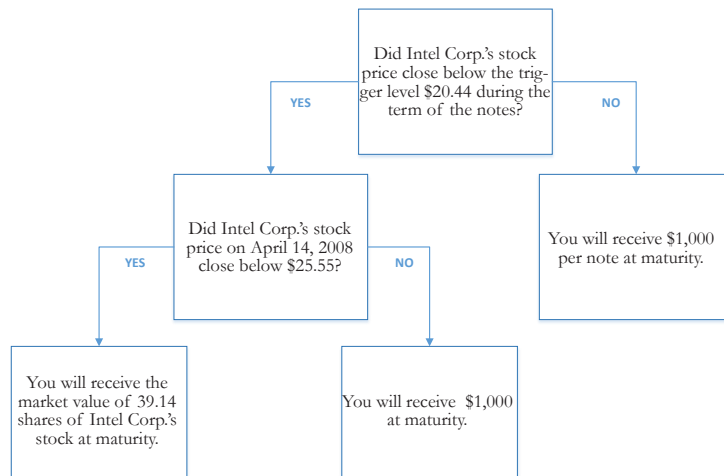 Did Intel Corp.'s stock
price close below the trig-
ger level $20.44 during the
term of the notes?
YES
NO
Did Intel Corp.'s stock
price on April 14, 2008
close below $25.55?
You will receive $1,000
per note at maturity.
YES
NO
You will receive the
market value of 39.14
shares of Intel Corp.'s
stock at maturity.
You will receive $1,000
at maturity.